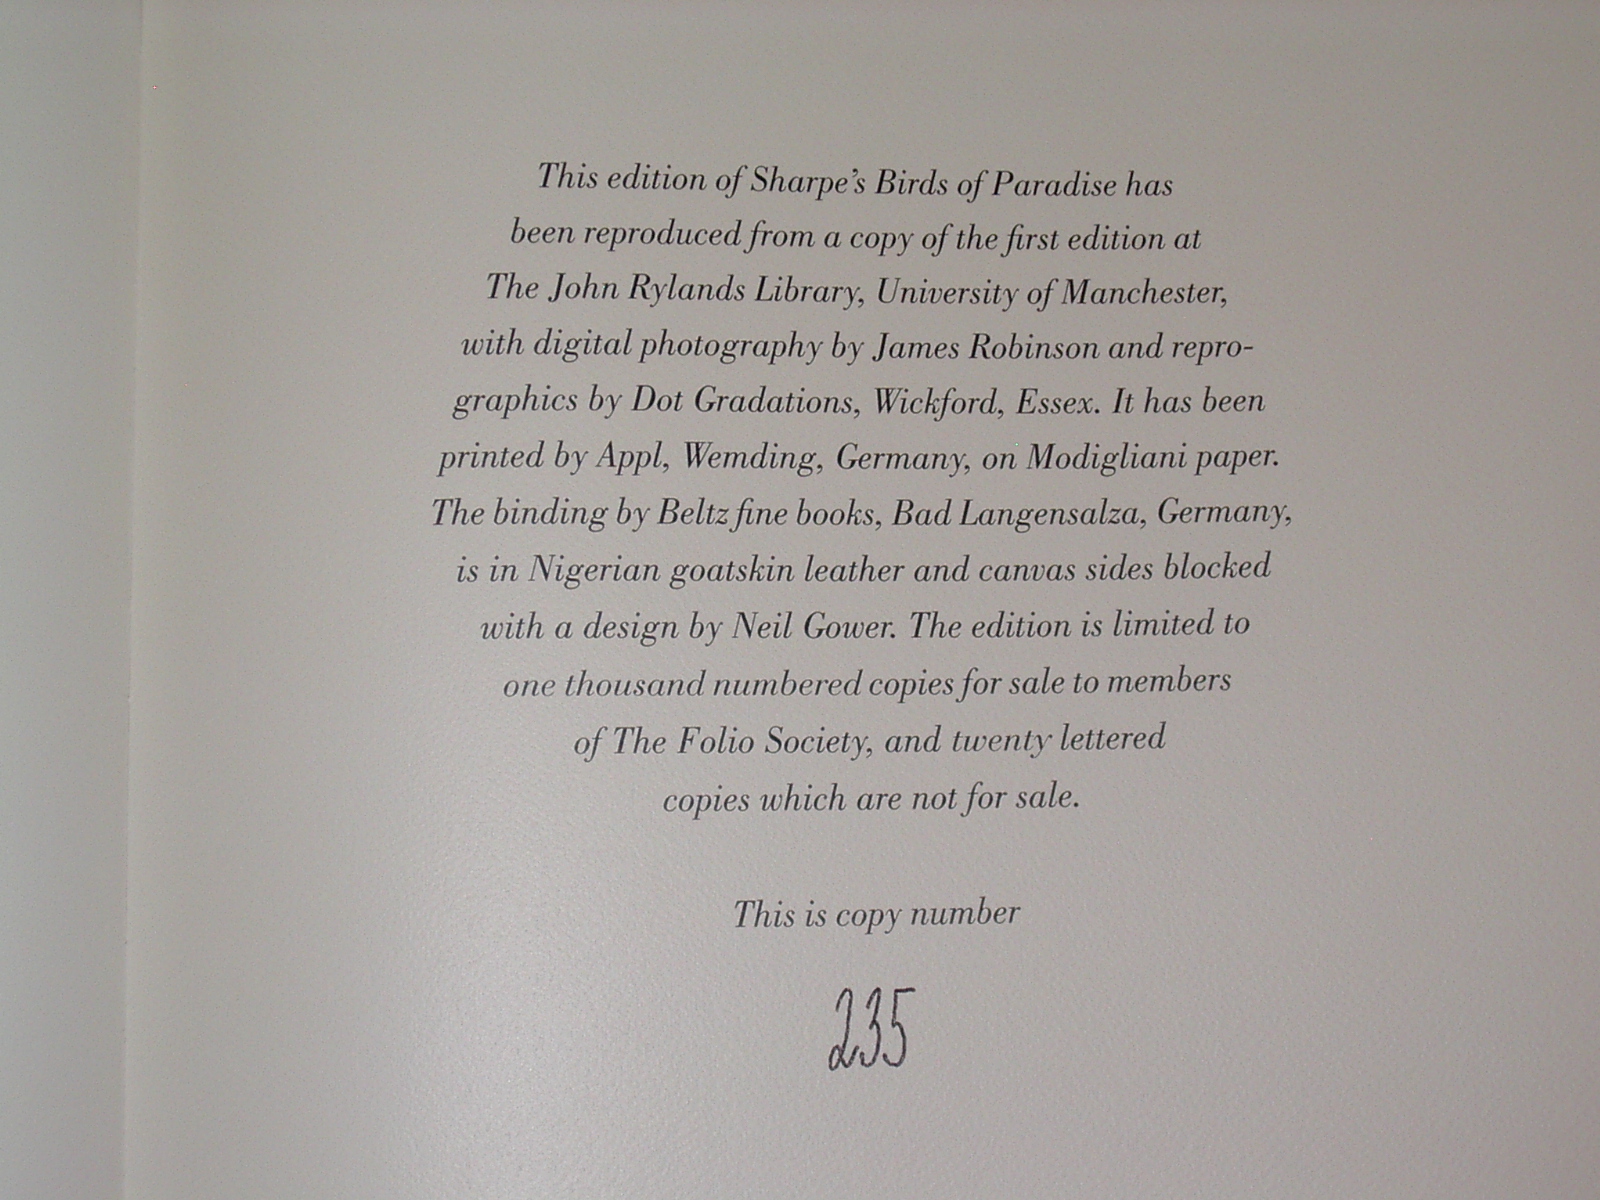 This edition of Sharpe’s Birds of Paradise has
been reproduced from a copy of the first edition at
The John Rylands Library, University of Manchester,
with digital photography by James Robinson and repro-
graphics by Dot Gradations, Wickford, Essex. It has been
printed by Appl, Wemding, Germany, on Modigliani paper.
The binding by Beltz fine books, Bad Langensalza, Germany,
is in Nigerian goatskin leather and canvas sides blocked
with a design by Neil Gower. The edition is limited to
one thousand numbered copies for sale to members
of The Folio Society, and twenty lettered
copies which are not for sale.
This is copy number
235